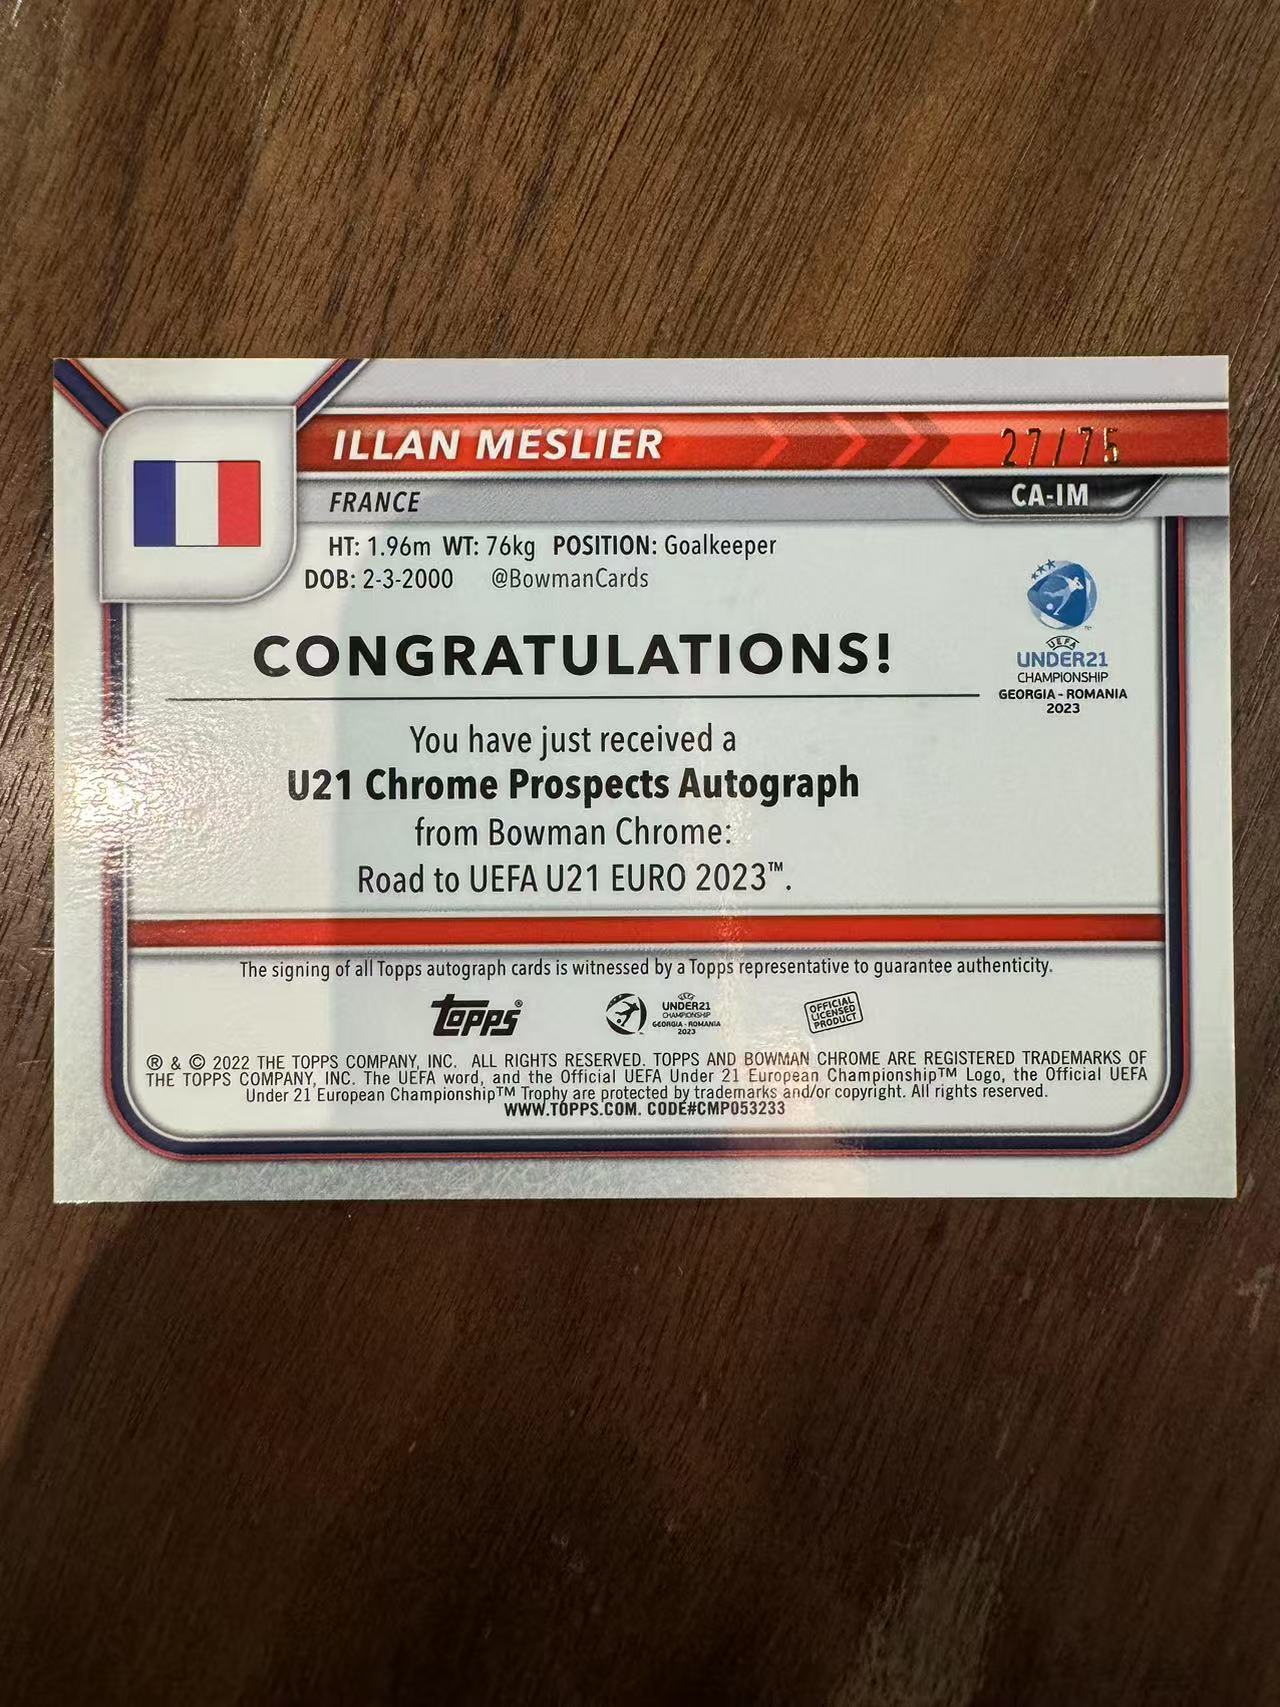 ILLAN MESLIER
27/75
FRANCE
CA-IM
HT: 1.96m WT: 76kg POSITION: Goalkeeper
DOB: 2-3-2000 @BowmanCards
CONGRATULATIONS!
UEFA
UNDER21
CHAMPIONSHIP
GEORGIA - ROMANIA
2023
You have just received a
U21 Chrome Prospects Autograph
from Bowman Chrome:
Road to UEFA U21 EURO 2023™.
The signing of all Topps autograph cards is witnessed by a Topps representative to guarantee authenticity.
Topps®
UEFA
UNDER21
CHAMPIONSHIP
GEORGIA - ROMANIA
2023
OFFICIAL
LICENSED
PRODUCT
® & © 2022 THE TOPPS COMPANY, INC. ALL RIGHTS RESERVED. TOPPS AND BOWMAN CHROME ARE REGISTERED TRADEMARKS OF
THE TOPPS COMPANY, INC. The UEFA word, and the Official UEFA Under 21 European Championship™ Logo, the Official UEFA
Under 21 European Championship™ Trophy are protected by trademarks and/or copyright. All rights reserved.
WWW.TOPPS.COM. CODE#CMP053233